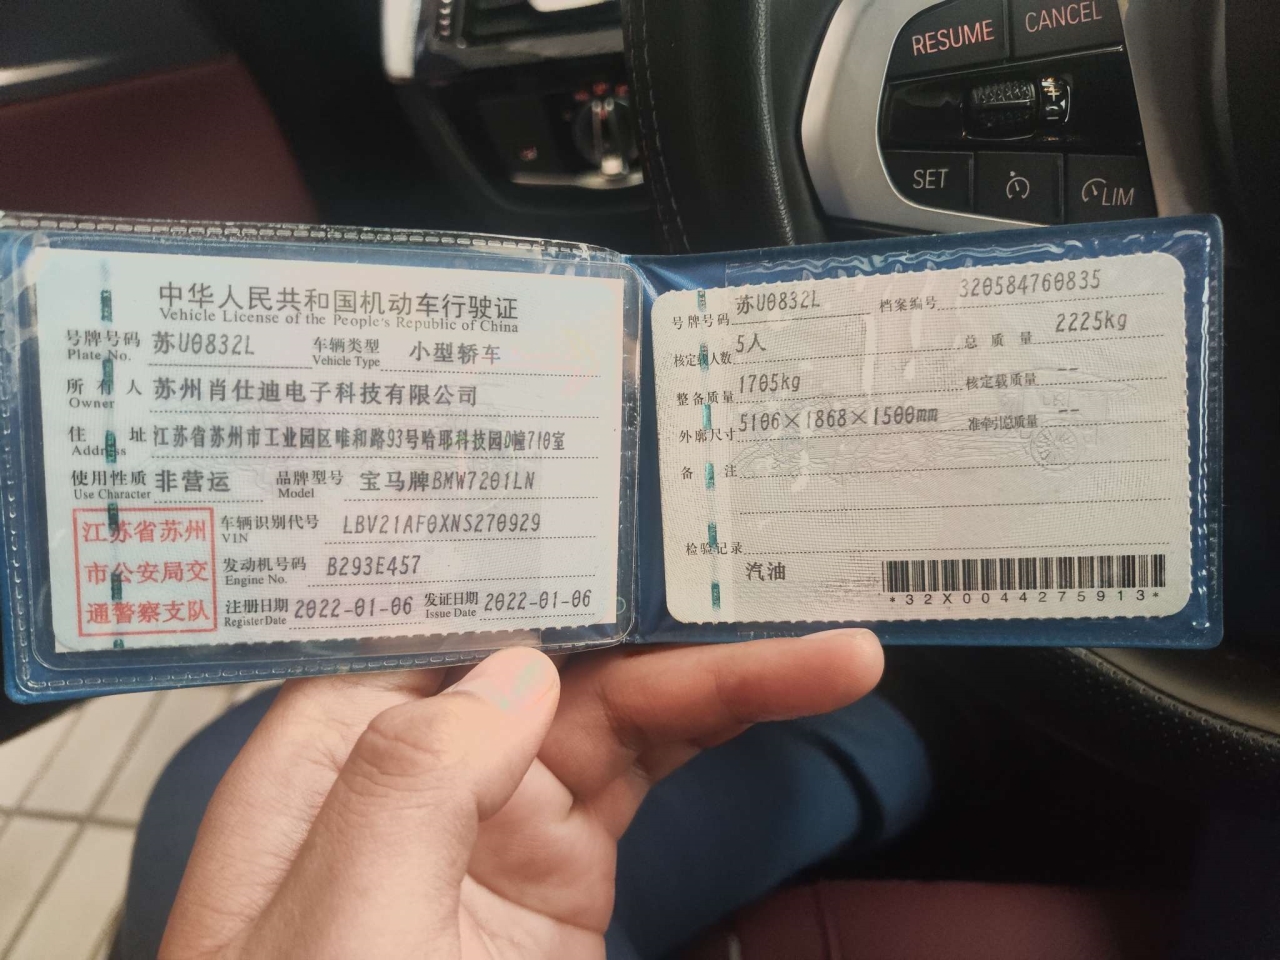 RESUME
CANCEL
+
SET
LIM
中华人民共和国机动车行驶证
Vehicle License of the People's Republic of China
号牌号码 苏U0832L 车辆类型 小型轿车
Plate No. Vehicle Type
所有人 苏州肖仕迪电子科技有限公司
Owner
住址 江苏省苏州市工业园区唯和路93号哈耶科技园D幢710室
Address
使用性质 非营运 品牌型号 宝马牌BMW7201LN
Use Character Model
江苏省苏州
市公安局交
通警察支队
车辆识别代号 LBV21AF0XNS270929
VIN
发动机号码 B293E457
Engine No.
注册日期 2022-01-06 发证日期 2022-01-06
Register Date Issue Date
号牌号码 苏U0832L 档案编号 320584760835
核定载人数 5人 总质量 2225kg
整备质量 1705kg 核定载质量 --
外廓尺寸 5106×1868×1500mm 准牵引总质量 --
备注
检验记录
汽油
*32X0044275913*